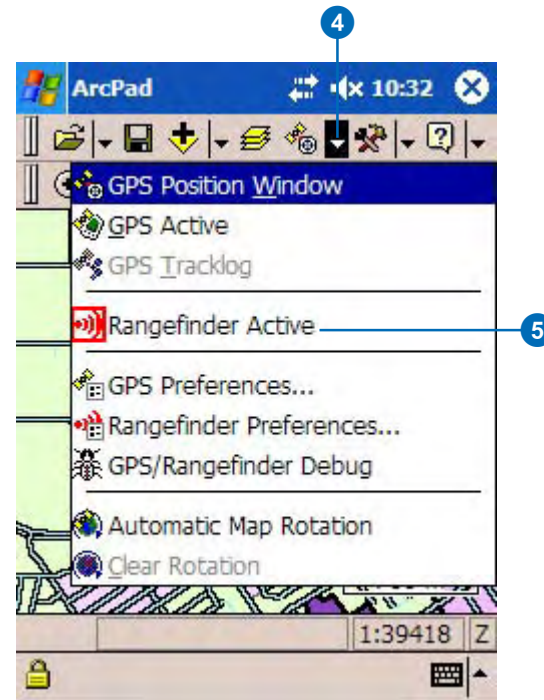 4
ArcPad 10:32
GPS Position Window
GPS Active
GPS Tracklog
Rangefinder Active
5
GPS Preferences...
Rangefinder Preferences...
GPS/Rangefinder Debug
Automatic Map Rotation
Clear Rotation
1:39418 Z